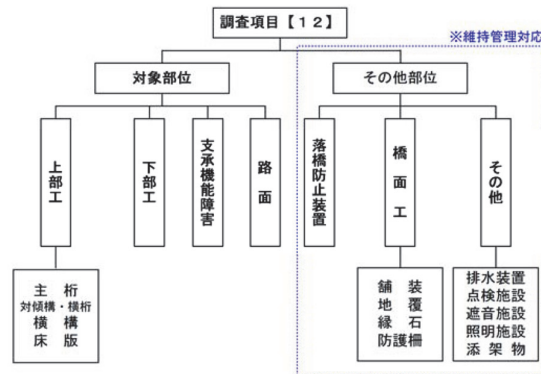 調査項目【１２】
※維持管理対応
対象部位
その他部位
上部工
下部工
支承機能障害
路面
落橋防止装置
橋面工
その他
主桁
対傾構・横桁
横構
床版
舗装
地覆
縁石
防護柵
排水装置
点検施設
遮音施設
照明施設
添架物